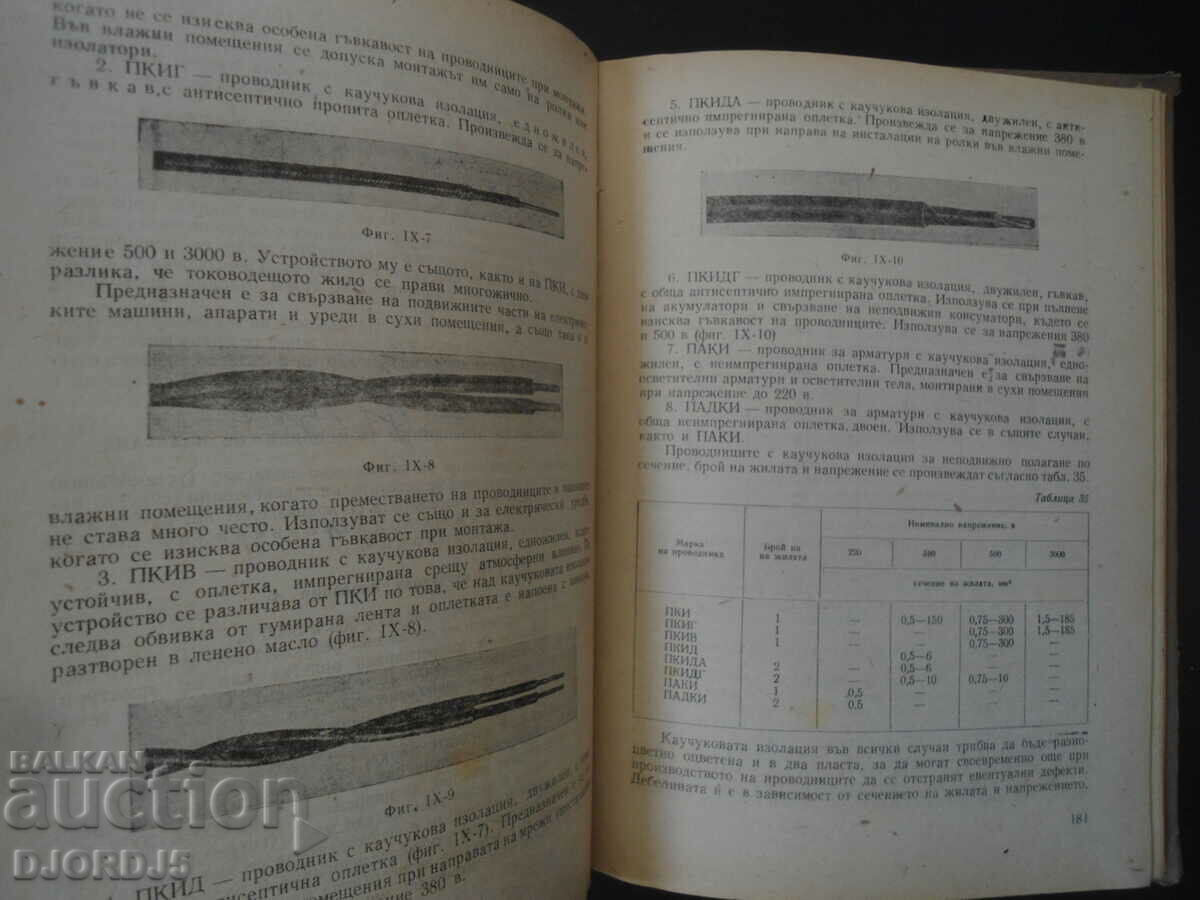 когато не се изисква особена гъвкавост на проводниците при монтажа
Във влажни помещения се допуска монтажът им само на ролки или
изолатори.
2. ПКИГ — проводник с каучукова изолация, едножилен,
гъвкав, с антисептично пропита оплетка. Произвежда се за напре-
Фиг. IX-7
жение 500 и 3000 в. Устройството му е същото, както и на ПКИ, с
разлика, че тоководещото жило се прави многожично.
Предназначен е за свързване на подвижните части на електриче-
ките машини, апарати и уреди в сухи помещения, а също така и в
Фиг. IX-8
влажни помещения, когато преместването на проводниците в
не става много често. Използуват се също и за електрически уреди,
когато се изисква особена гъвкавост при монтажа.
3. ПКИВ — проводник с каучукова изолация, едножилен,
устойчив, с оплетка, импрегнирана срещу атмосферни влияния. По
устройство се различава от ПКИ по това, че над каучуковата изолация
следва обвивка от гумирана лента и оплетката е напоена с
разтворен в ленено масло (фиг. IX-8).
Фиг. IX-9
ПКИД — проводник с каучукова изолация, двужилен, с
антисептична оплетка (фиг. IX-7). Предназначен е
помещения при направата на мрежи
напрежение 380 в.
5. ПКИДА — проводник с каучукова изолация, двужилен, с анти-
септично импрегнирана оплетка. Произвежда се за напрежение 380 в
и се използува при направа на инсталации на ролки във влажни поме-
щения.
Фиг. IX-10
6. ПКИДГ — проводник с каучукова изолация, двужилен, гъвкав,
с обща антисептично импрегнирана оплетка. Използува се при пълнене
на акумулатори и свързване на неподвижни консуматори, където се
изисква гъвкавост на проводниците. Използува се за напрежения 380
и 500 в (фиг. IX-10)
7. ПАКИ — проводник за арматури с каучукова изолация, едно-
жилен, с неимпрегнирана оплетка. Предназначен е за свързване на
осветителни арматури и осветителни тела, монтирани в сухи помещения
при напрежение до 220 в.
8. ПАДКИ — проводник за арматури с каучукова изолация, с
обща неимпрегнирана оплетка, двоен. Използува се в същите случаи,
както и ПАКИ.
Проводниците с каучукова изолация за неподвижно полагане по
сечение, брой на жилата и напрежение се произвеждат съгласно табл. 35.
Таблица 35
Марка на проводника Брой на на жилата Номинално напрежение, в
220 500 500 3000
сечение на жилата, мм²
ПКИ 1 — 0,5—150 0,75—300 1,5—185
ПКИГ 1 — — 0,75—300 1,5—185
ПКИВ 1 — — 0,75—300 —
ПКИД 0,5—6 — —
ПКИДА 2 — 0,5—6 — —
ПКИДГ 2 — 0,5—10 0,75—10 —
ПАКИ 1 0,5 — — —
ПАДКИ 2 0,5 — — —
Каучуковата изолация във всички случаи трябва да бъде разно-
цветно оцветена и в два пласта, за да могат своевременно още при
производството на проводниците да се отстранят евентуални дефекти.
Дебелината ѝ е в зависимост от сечението на жилата и напрежението.
181
BALKAN
auction
DJORDJ5